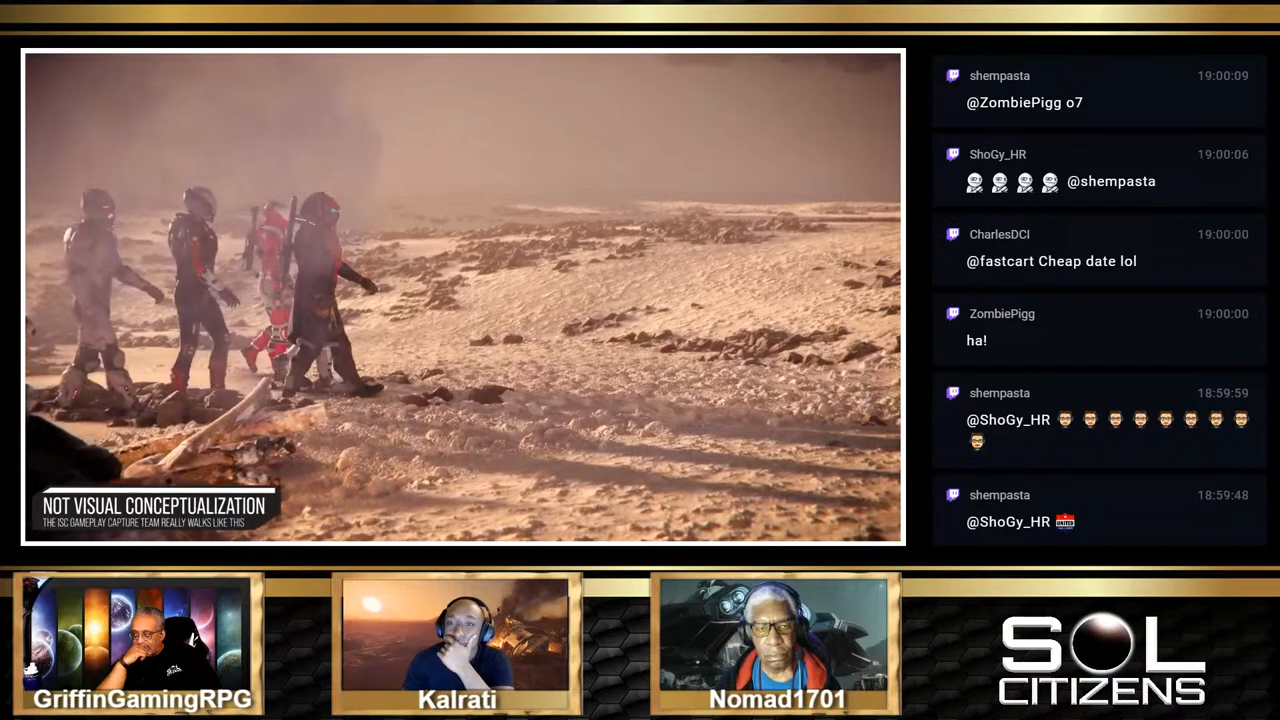 shempasta 19:00:09
@ZombiePigg o7
ShoGy_HR 19:00:06
@shempasta
CharlesDCI 19:00:00
@fastcart Cheap date lol
ZombiePigg 19:00:00
ha!
shempasta 18:59:59
@ShoGy_HR
shempasta 18:59:48
@ShoGy_HR UNITED
NOT VISUAL CONCEPTUALIZATION
THE ISC GAMEPLAY CAPTURE TEAM REALLY WALKS LIKE THIS
GriffinGamingRPG
Kalrati
Nomad1701
SOL
CITIZENS